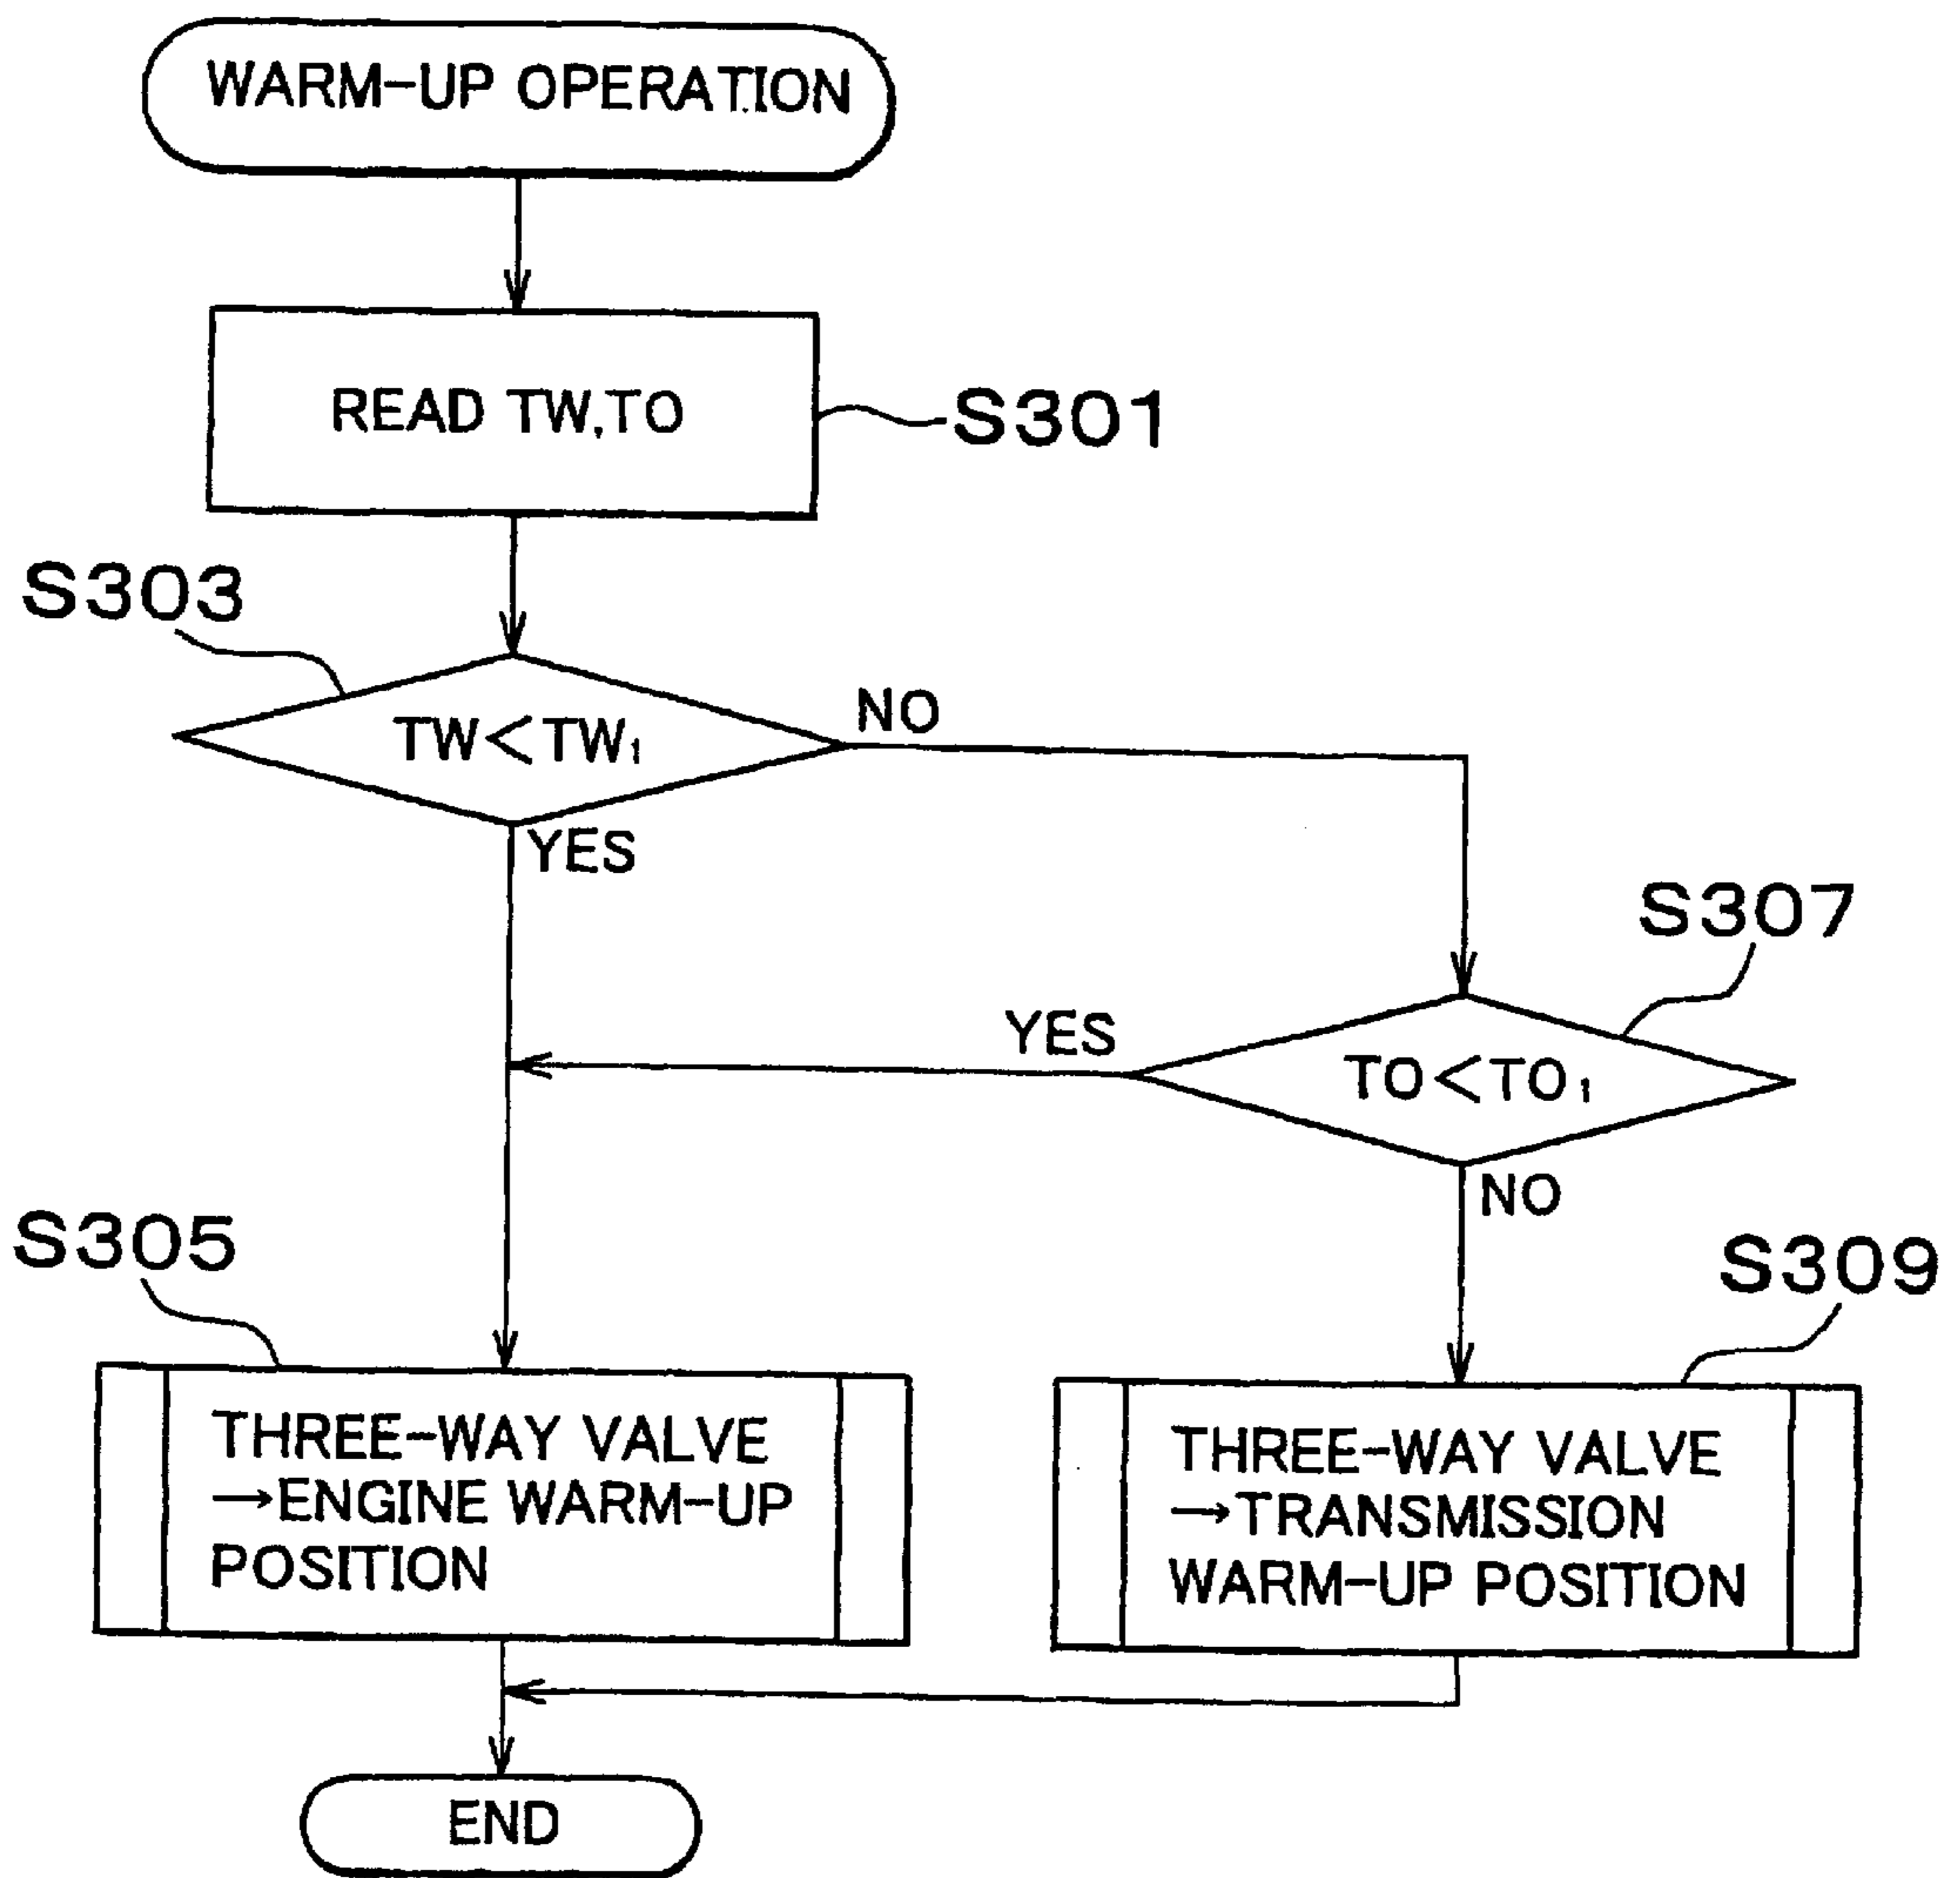 WARM-UP OPERATION
READ TW,TO
S301
S303
TW<TW₁
NO
YES
S307
YES
TO<TO₁
NO
S305
S309
THREE-WAY VALVE
→ENGINE WARM-UP
POSITION
THREE-WAY VALVE
→TRANSMISSION
WARM-UP POSITION
END